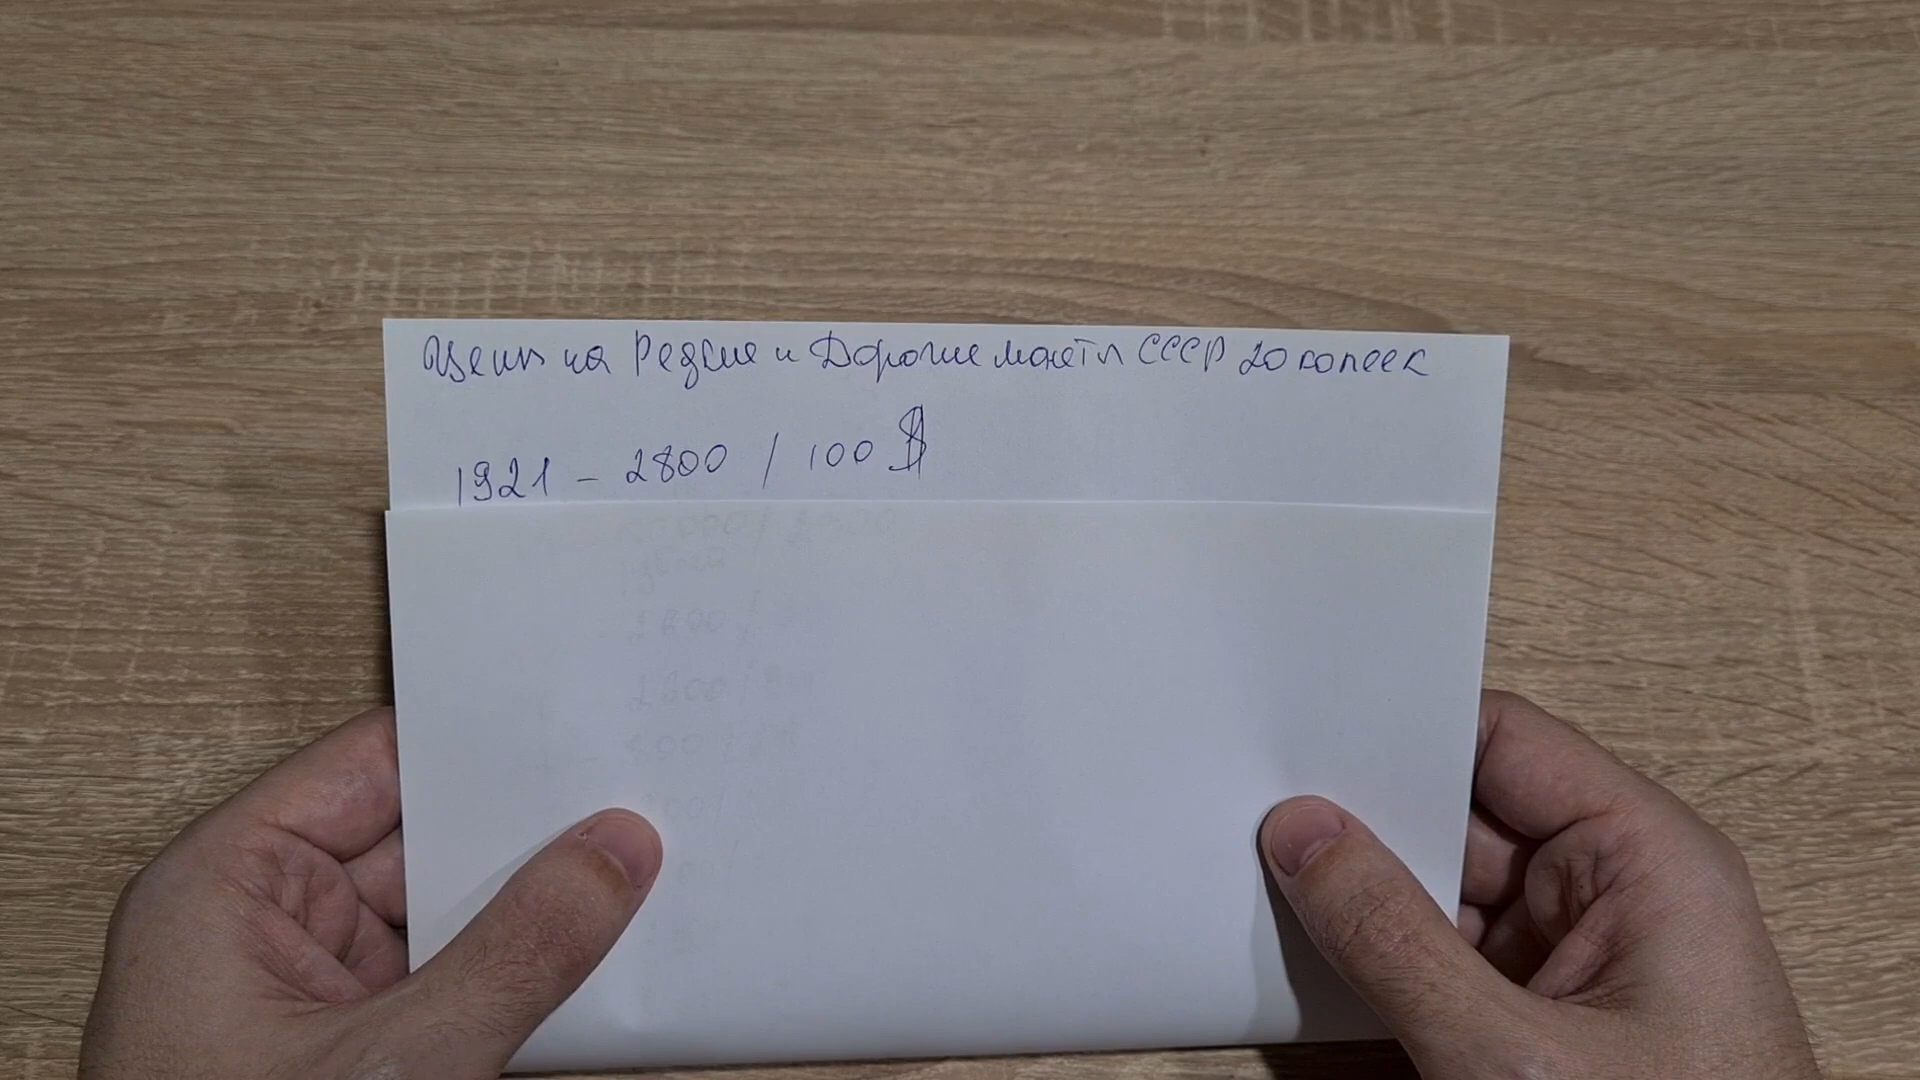 Цены на Редкие и Дорогие монеты СССР 20 копеек
1921 - 2800 / 100 $